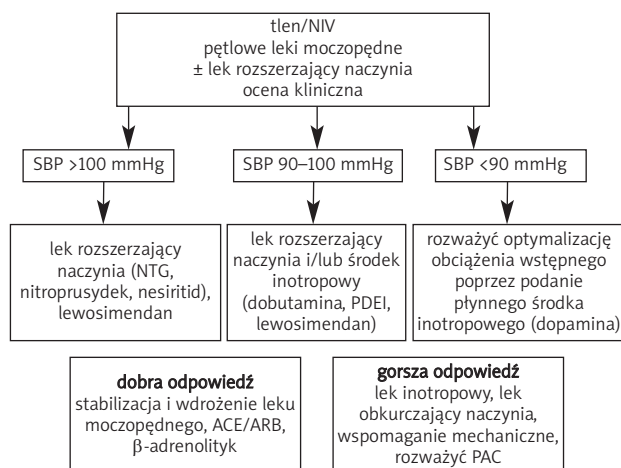 tlen/NIV
pętlowe leki moczopędne
± lek rozszerzający naczynia
ocena kliniczna
SBP >100 mmHg
SBP 90–100 mmHg
SBP <90 mmHg
lek rozszerzający
naczynia (NTG,
nitroprusydek, nesiritid),
lewosimendan
lek rozszerzający
naczynia i/lub środek
inotropowy
(dobutamina, PDEI,
lewosimendan)
rozważyć optymalizację
obciążenia wstępnego
poprzez podanie
płynnego środka
inotropowego (dopamina)
dobra odpowiedź
stabilizacja i wdrożenie leku
moczopędnego, ACE/ARB,
β-adrenolityk
gorsza odpowiedź
lek inotropowy, lek
obkurczający naczynia,
wspomaganie mechaniczne,
rozważyć PAC